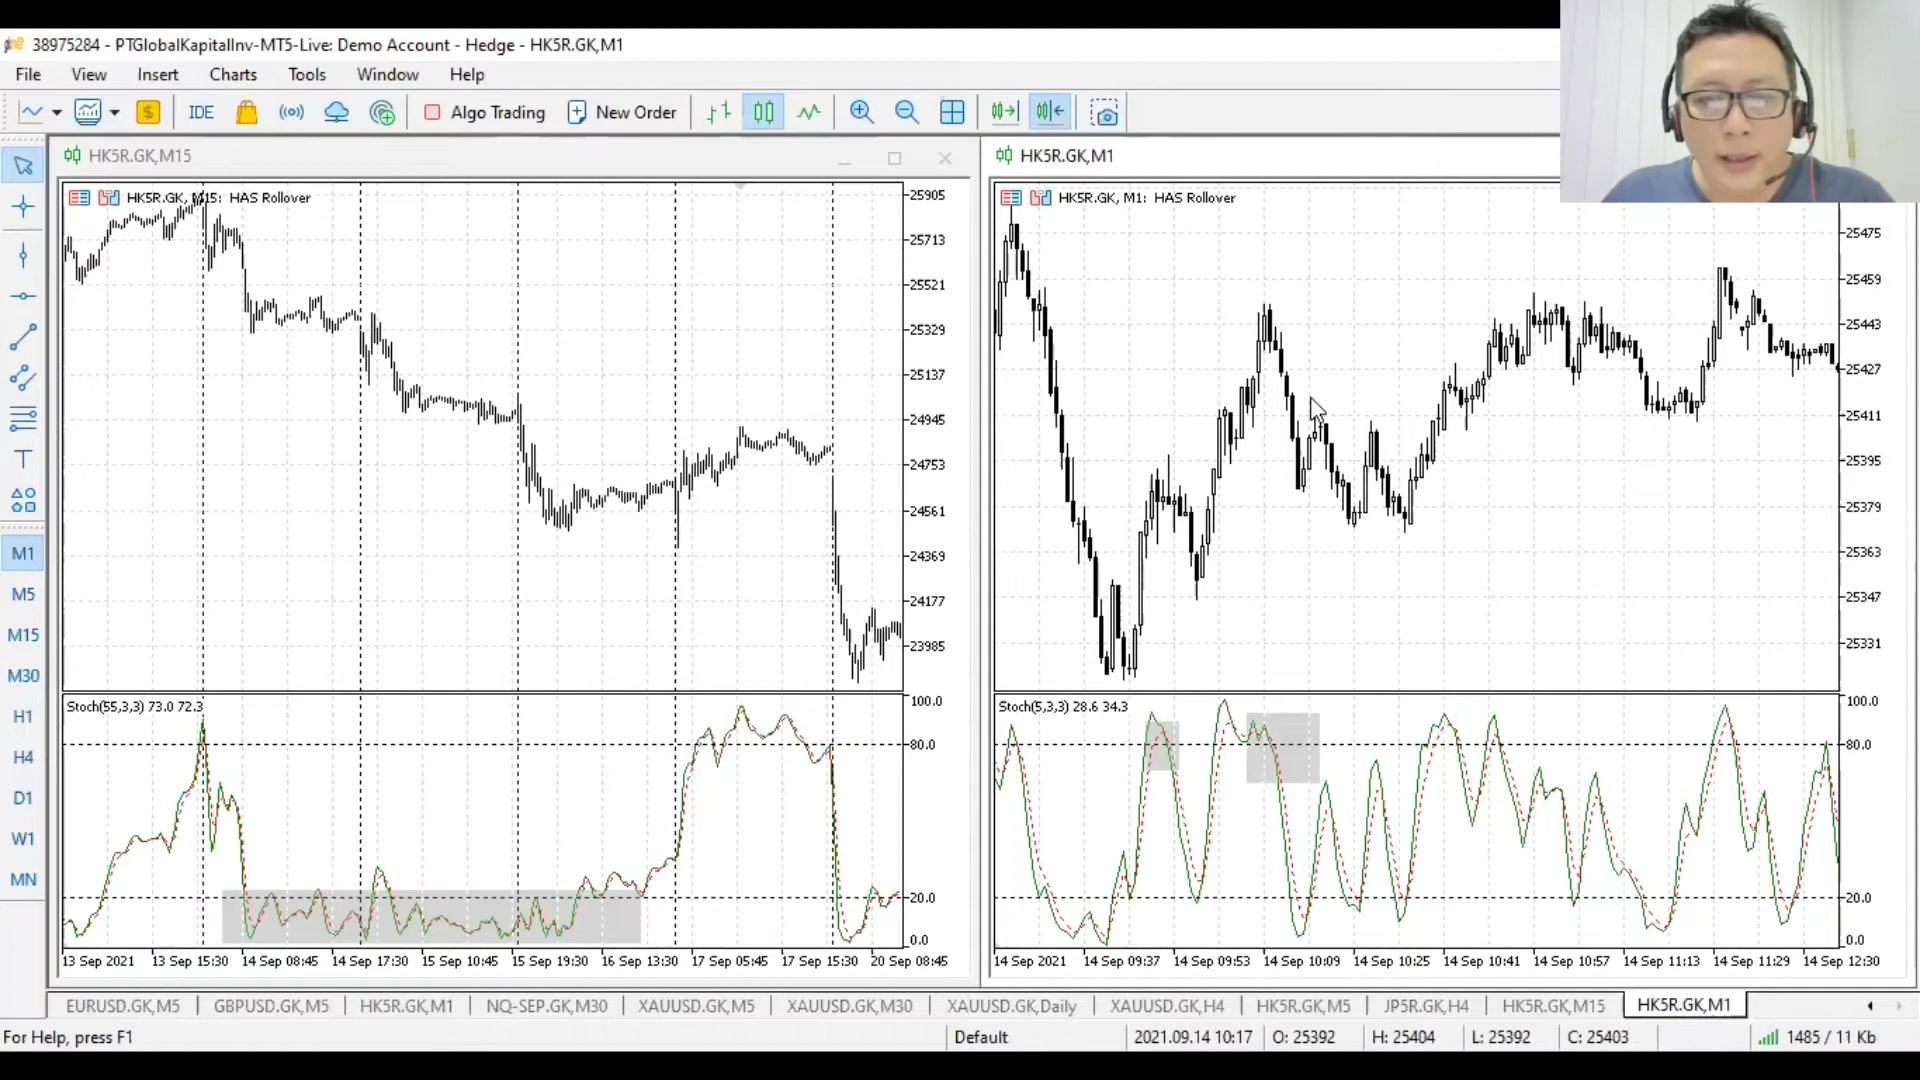 38975284 - PTGlobalKapitalInv-MT5-Live: Demo Account - Hedge - HK5R.GK,M1
File View Insert Charts Tools Window Help
IDE Algo Trading New Order
HK5R.GK,M15
HK5R.GK,M1
HK5R.GK, M15: HAS Rollover
HK5R.GK, M1: HAS Rollover
25905
25713
25521
25329
25137
24945
24753
24561
24369
24177
23985
25475
25459
25443
25427
25411
25395
25379
25363
25347
25331
M1
M5
M15
M30
H1
H4
D1
W1
MN
Stoch(55,3,3) 73.0 72.3
100.0
80.0
20.0
0.0
Stoch(5,3,3) 28.6 34.3
100.0
80.0
20.0
0.0
13 Sep 2021 13 Sep 15:30 14 Sep 08:45 14 Sep 17:30 15 Sep 10:45 15 Sep 19:30 16 Sep 13:30 17 Sep 05:45 17 Sep 15:30 20 Sep 08:45
14 Sep 2021 14 Sep 09:37 14 Sep 09:53 14 Sep 10:09 14 Sep 10:25 14 Sep 10:41 14 Sep 10:57 14 Sep 11:13 14 Sep 11:29 14 Sep 12:30
EURUSD.GK,M5 GBPUSD.GK,M5 HK5R.GK,M1 NQ-SEP.GK,M30 XAUUSD.GK,M5 XAUUSD.GK,M30 XAUUSD.GK,Daily XAUUSD.GK,H4 HK5R.GK,M5 JP5R.GK,H4 HK5R.GK,M15 HK5R.GK,M1
For Help, press F1 Default 2021.09.14 10:17 O: 25392 H: 25404 L: 25392 C: 25403 1485 / 11 Kb